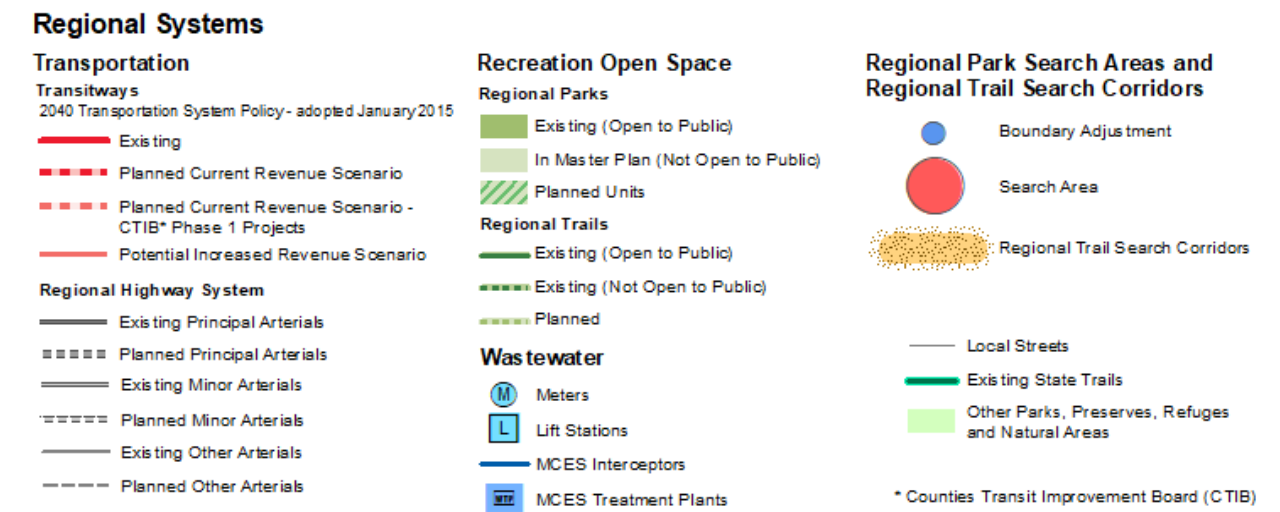 Regional Systems
Transportation
Transitways
2040 Transportation System Policy - adopted January 2015
Existing
Planned Current Revenue Scenario
Planned Current Revenue Scenario -
CTIB* Phase 1 Projects
Potential Increased Revenue Scenario
Regional Highway System
Existing Principal Arterials
Planned Principal Arterials
Existing Minor Arterials
Planned Minor Arterials
Existing Other Arterials
Planned Other Arterials
Recreation Open Space
Regional Parks
Existing (Open to Public)
In Master Plan (Not Open to Public)
Planned Units
Regional Trails
Existing (Open to Public)
Existing (Not Open to Public)
Planned
Wastewater
M Meters
L Lift Stations
MCES Interceptors
WTP MCES Treatment Plants
Regional Park Search Areas and
Regional Trail Search Corridors
Boundary Adjustment
Search Area
Regional Trail Search Corridors
Local Streets
Existing State Trails
Other Parks, Preserves, Refuges
and Natural Areas
* Counties Transit Improvement Board (CTIB)